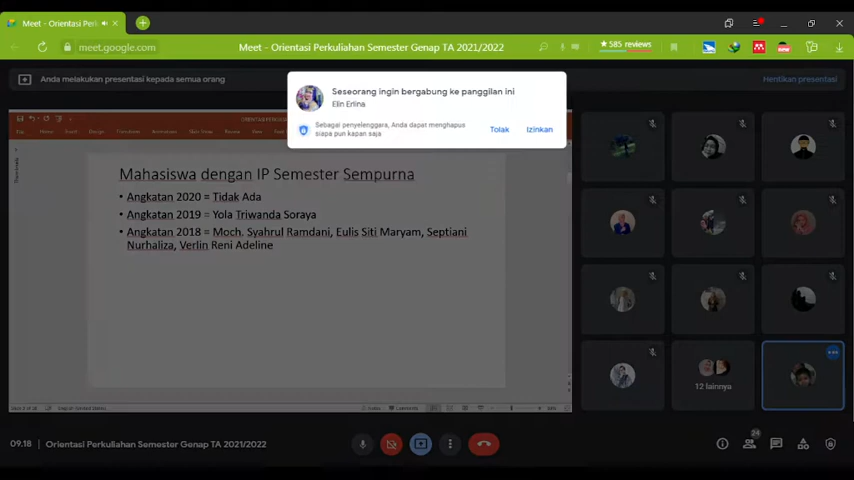 Meet - Orientasi Perk
meet.google.com
Meet - Orientasi Perkuliahan Semester Genap TA 2021/2022
585 reviews
Anda melakukan presentasi kepada semua orang
Hentikan presentasi
Seseorang ingin bergabung ke panggilan ini
Elin Erlina
Sebagai penyelenggara, Anda dapat menghapus
siapa pun kapan saja
Tolak
Izinkan
Mahasiswa dengan IP Semester Sempurna
• Angkatan 2020 = Tidak Ada
• Angkatan 2019 = Yola Triwanda Soraya
• Angkatan 2018 = Moch. Syahrul Ramdani, Eulis Siti Maryam, Septiani
Nurhaliza, Verlin Reni Adeline
12 lainnya
09.18
Orientasi Perkuliahan Semester Genap TA 2021/2022
24